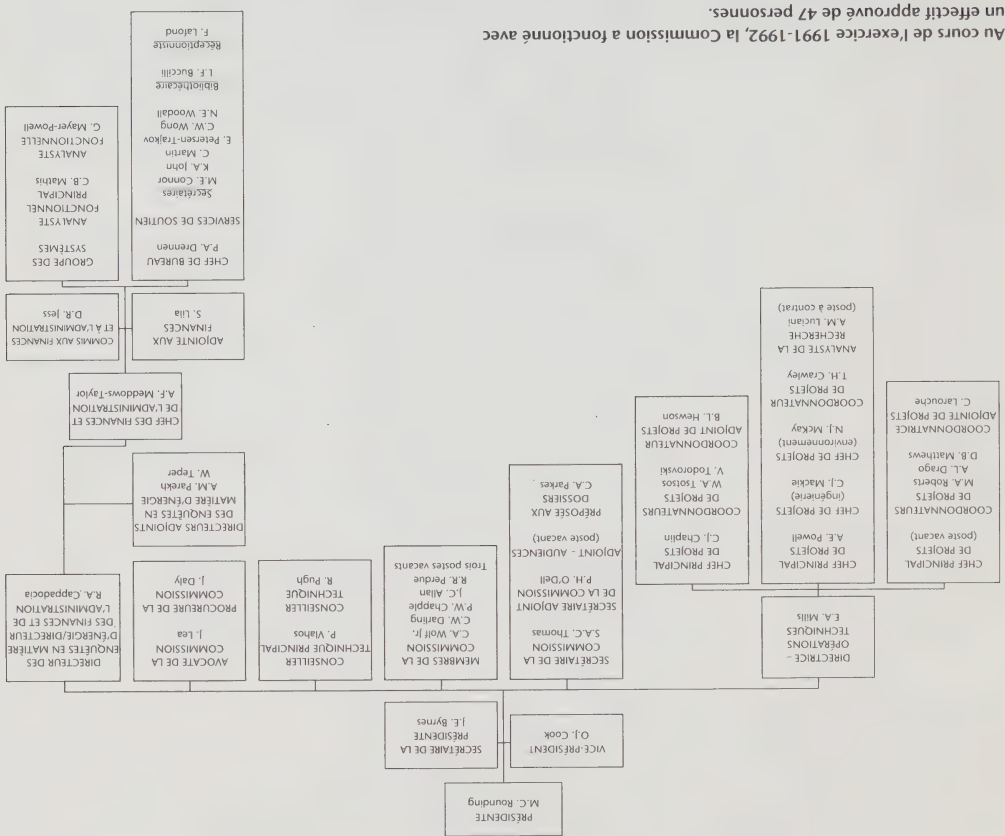 PRÉSIDENTE
M.C. Rounding
VICE-PRÉSIDENT
O.J. Cook
SECRÉTAIRE DE LA
PRÉSIDENTE
J.E. Byrnes
DIRECTRICE –
OPÉRATIONS
TECHNIQUES
E.A. Mills
SECRÉTAIRE DE LA
COMMISSION
S.A.C. Thomas
SECRÉTAIRE ADJOINT
DE LA COMMISSION
P.H. O'Dell
ADJOINT - AUDIENCES
(poste vacant)
PRÉPOSÉE AUX
DOSSIERS
C.A. Parkes
MEMBRES DE LA
COMMISSION
C.A. Wolf Jr.
C.W. Darling
P.W. Chapple
J.C. Allan
R.R. Perdue
Trois postes vacants
CONSEILLER
TECHNIQUE PRINCIPAL
P. Vlahos
CONSEILLER
TECHNIQUE
R. Pugh
AVOCATE DE LA
COMMISSION
J. Lea
PROCUREURE DE LA
COMMISSION
J. Daly
DIRECTEUR DES
ENQUÊTES EN MATIÈRE
D'ÉNERGIE/DIRECTEUR
DES FINANCES ET DE
L'ADMINISTRATION
R.A. Cappadocia
CHEF PRINCIPAL
DE PROJETS
(poste vacant)
COORDONNATEURS
DE PROJETS
M.A. Roberts
A.L. Drago
D.B. Matthews
COORDONNATRICE
ADJOINTE DE PROJETS
C. Larouche
CHEF PRINCIPAL
DE PROJETS
A.E. Powell
CHEF DE PROJETS
(ingénierie)
C.J. Mackie
CHEF DE PROJETS
(environnement)
N.J. McKay
COORDONNATEUR
DE PROJETS
T.H. Crawley
ANALYSTE DE LA
RECHERCHE
A.M. Luciani
(poste à contrat)
CHEF PRINCIPAL
DE PROJETS
C.J. Chaplin
COORDONNATEURS
DE PROJETS
W.A. Tsotsos
V. Todorovski
COORDONNATEUR
ADJOINT DE PROJETS
B.L. Hewson
DIRECTEURS ADJOINTS
DES ENQUÊTES EN
MATIÈRE D'ÉNERGIE
A.M. Parekh
W. Teper
CHEF DES FINANCES ET
DE L'ADMINISTRATION
A.F. Meddows-Taylor
ADJOINTE AUX
FINANCES
S. Lila
COMMIS AUX FINANCES
ET À L'ADMINISTRATION
D.R. Jess
CHEF DE BUREAU
P.A. Drennen
SERVICES DE SOUTIEN
Secrétaires
M.E. Connor
K.A. John
C. Martin
E. Petersen-Trajkov
C.W. Wong
N.E. Woodall
Bibliothécaire
L.F. Buccilli
Réceptionniste
F. Lafond
GROUPE DES
SYSTÈMES
ANALYSTE
FONCTIONNEL
PRINCIPAL
C.B. Mathis
ANALYSTE
FONCTIONNELLE
G. Mayer-Powell
Au cours de l'exercice 1991-1992, la Commission a fonctionné avec
un effectif approuvé de 47 personnes.